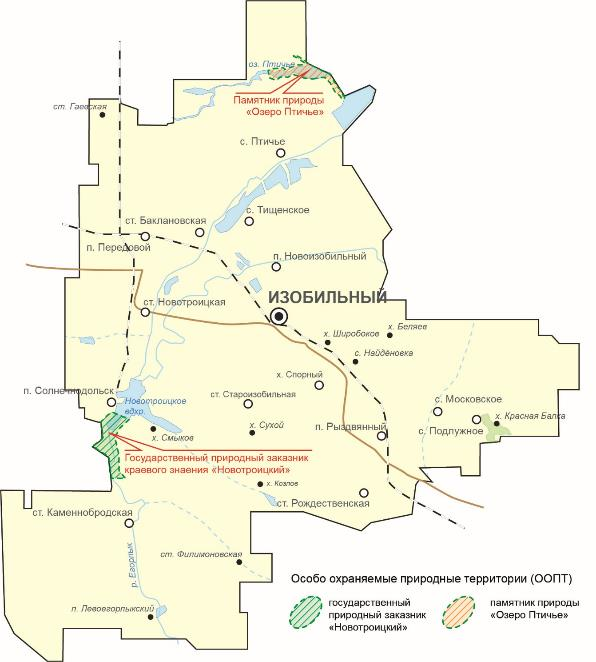 оз. Птичье
Памятник природы
«Озеро Птичье»
ст. Гаевская
с. Птичье
с. Тищенское
ст. Баклановская
п. Передовой
п. Новоизобильный
ИЗОБИЛЬНЫЙ
ст. Новотроицкая
х. Беляев
х. Широбоков
с. Найдёновка
х. Спорный
п. Солнечнодольск
Новотроицкое
вдхр.
ст. Староизобильная
с. Московское
х. Красная Балка
с. Подлужное
х. Сухой
х. Смыков
п. Рыздвянный
Государственный природный заказник
краевого знаения «Новотроицкий»
х. Козлов
ст. Рождественская
ст. Каменнобродская
р. Егорлык
ст. Филимоновская
п. Левоегорлыкский
Особо охраняемые природные территории (ООПТ)
государственный
природный заказник
«Новотроицкий»
памятник природы
«Озеро Птичье»